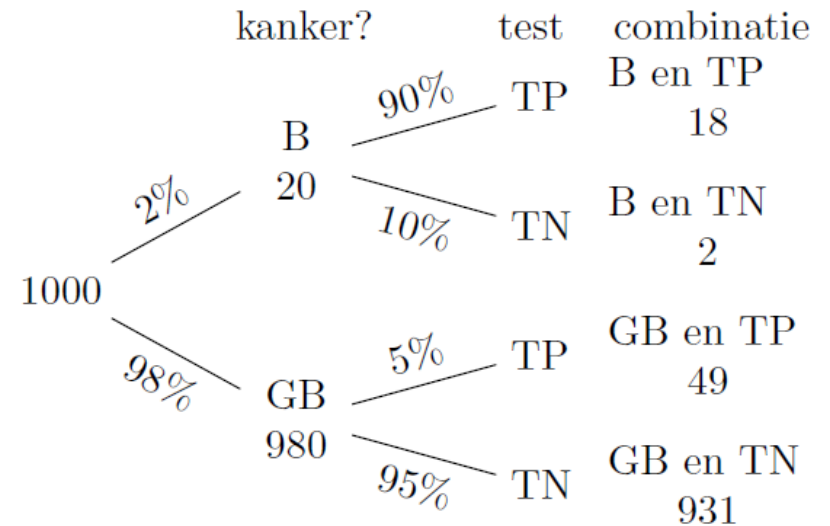 kanker? test combinatie
90% TP B en TP
18
B
20
2%
10% TN B en TN
2
1000
98%
5% TP GB en TP
49
GB
980
95% TN GB en TN
931